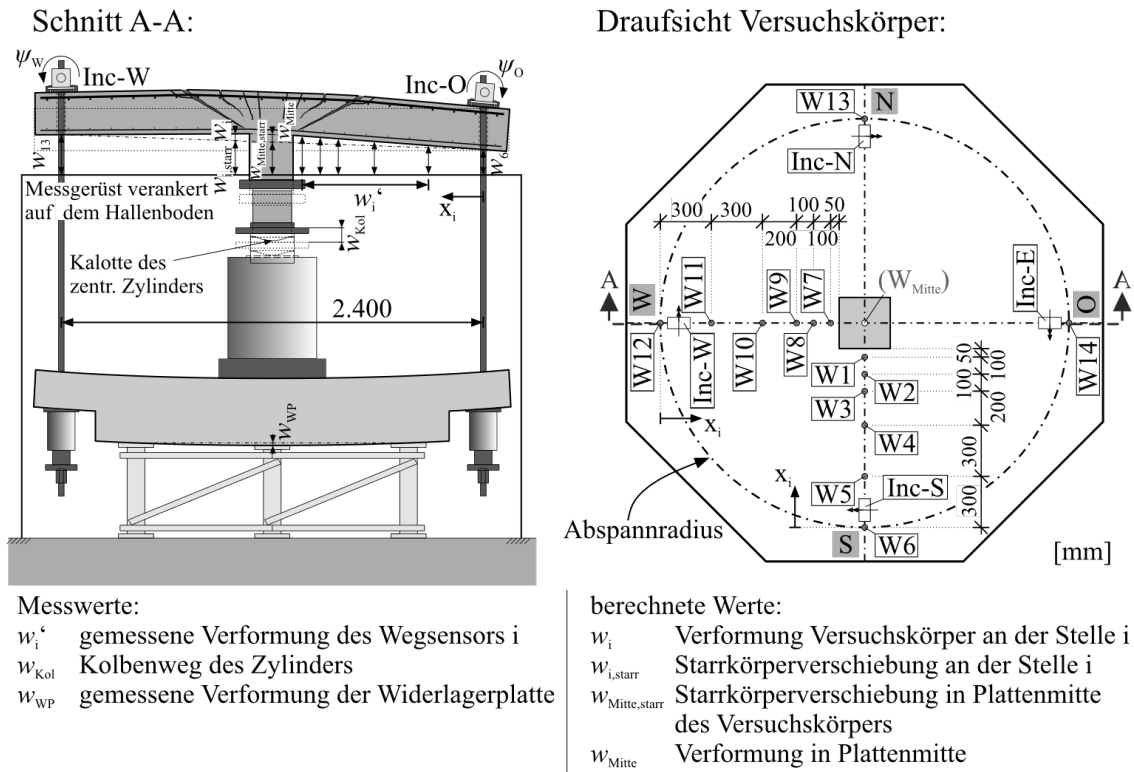 Schnitt A-A:
Draufsicht Versuchskörper:
ψW
Inc-W
Inc-O
ψO
w13
wi
wi,starr
wMitte,starr
wMitte
w6
Messgerüst verankert
auf dem Hallenboden
wi‘
xi
wKol
Kalotte des
zentr. Zylinders
2.400
wWP
W13
N
Inc-N
300
300
100
50
200
100
A
W
W11
W9
W7
(WMitte)
Inc-E
O
A
W12
Inc-W
W10
W8
W14
W1
W2
W3
W4
W5
50
100
100
200
300
300
xi
xi
Inc-S
Abspannradius
S
W6
[mm]
Messwerte:
wi‘ gemessene Verformung des Wegsensors i
wKol Kolbenweg des Zylinders
wWP gemessene Verformung der Widerlagerplatte
berechnete Werte:
wi Verformung Versuchskörper an der Stelle i
wi,starr Starrkörperverschiebung an der Stelle i
wMitte,starr Starrkörperverschiebung in Plattenmitte
des Versuchskörpers
wMitte Verformung in Plattenmitte